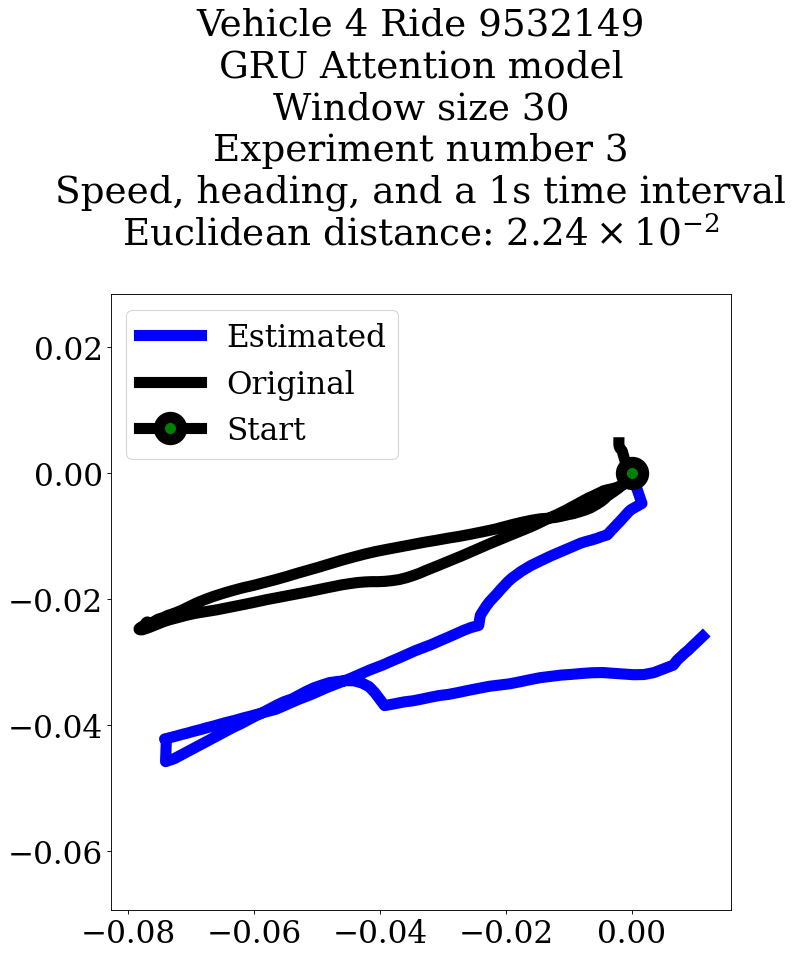 Vehicle 4 Ride 9532149
GRU Attention model
Window size 30
Experiment number 3
Speed, heading, and a 1s time interval
Euclidean distance: 2.24 × 10⁻²
Estimated
Original
Start
0.02
0.00
−0.02
−0.04
−0.06
−0.08 −0.06 −0.04 −0.02 0.00